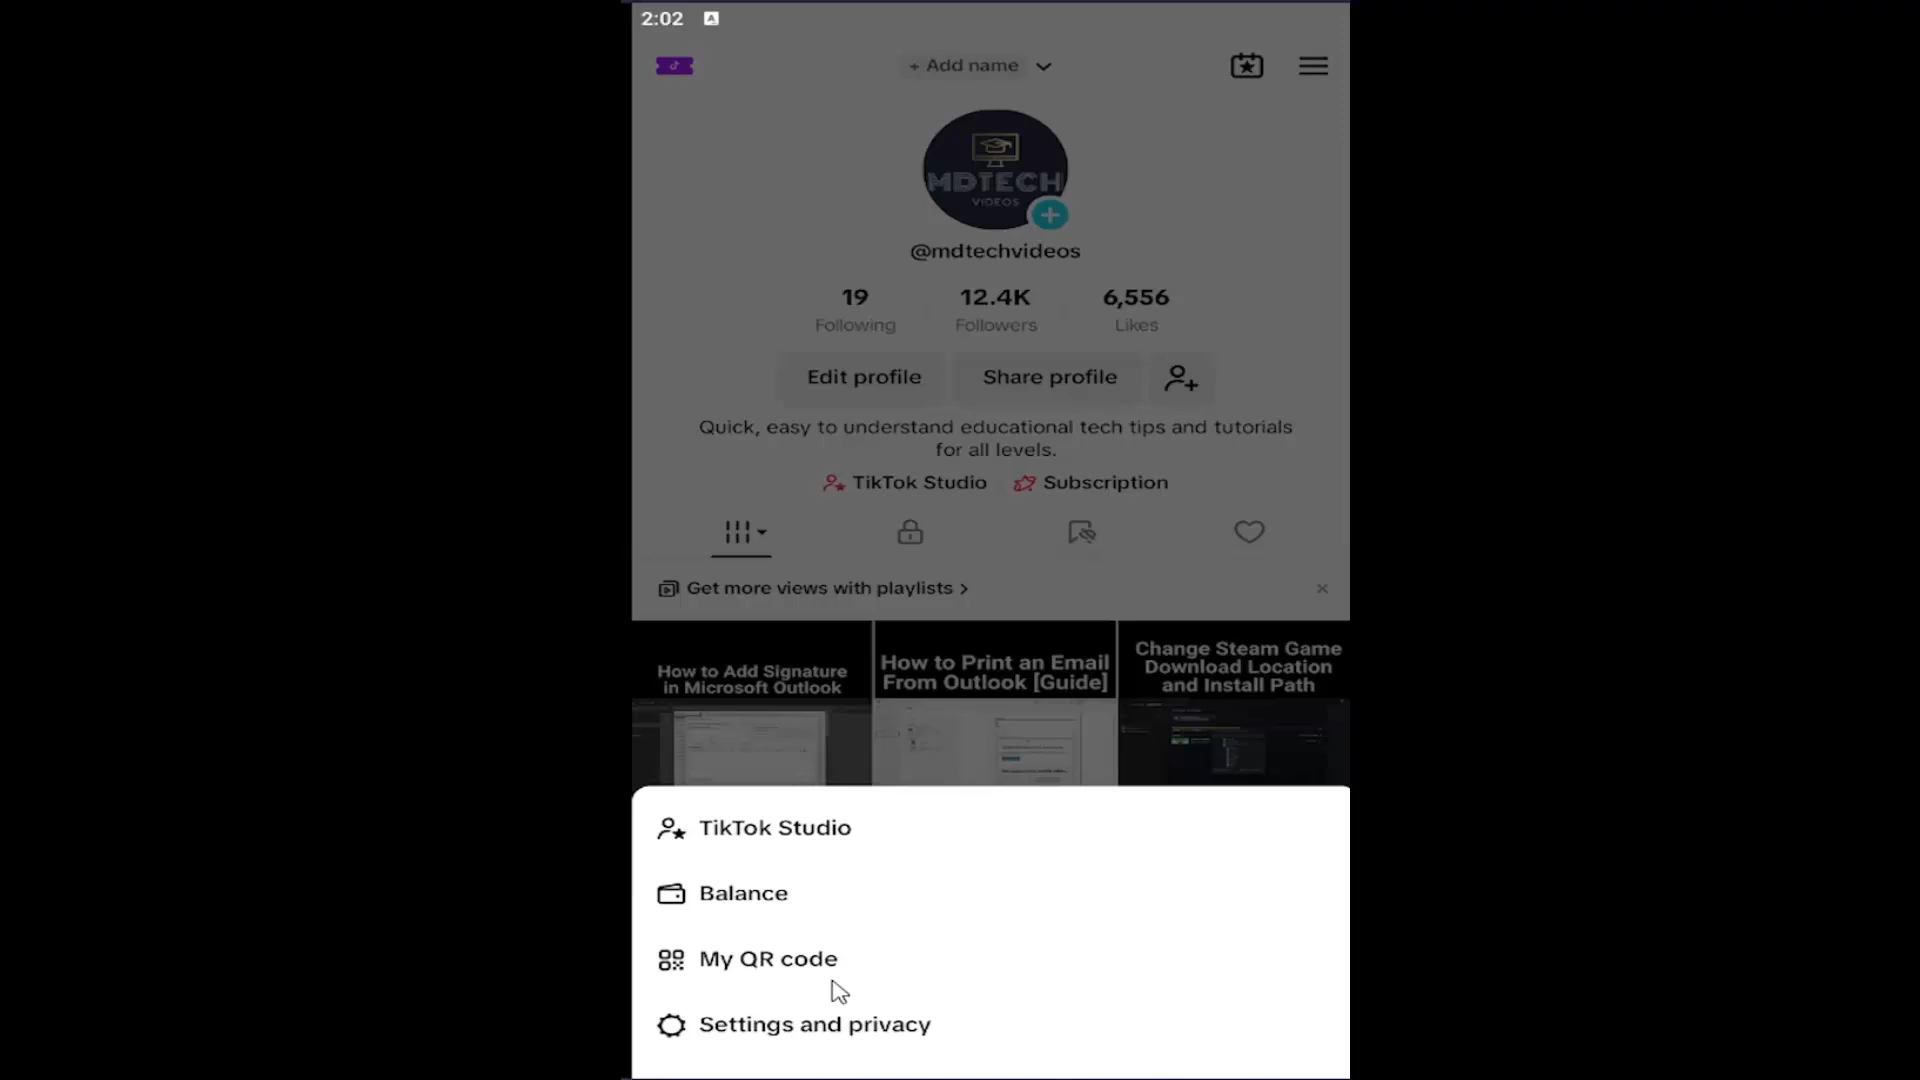 2:02
+ Add name
MDTECH
VIDEOS
@mdtechvideos
19
12.4K
6,556
Following
Followers
Likes
Edit profile
Share profile
Quick, easy to understand educational tech tips and tutorials
for all levels.
TikTok Studio
Subscription
Get more views with playlists >
How to Add Signature
in Microsoft Outlook
How to Print an Email
From Outlook [Guide]
Change Steam Game
Download Location
and Install Path
TikTok Studio
Balance
My QR code
Settings and privacy